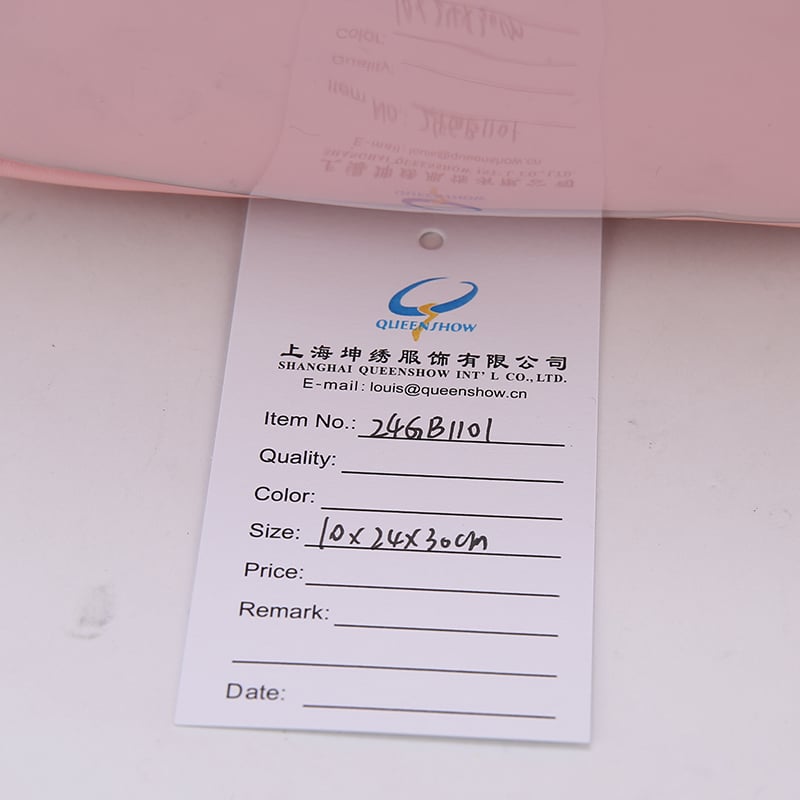 QUEENSHOW
上海坤绣服饰有限公司
SHANGHAI QUEENSHOW INT' L CO., LTD.
E-mail: louis@queenshow.cn
Item No.: 24GB1101
Quality:
Color:
Size: 10x24x30cm
Price:
Remark:
Date: